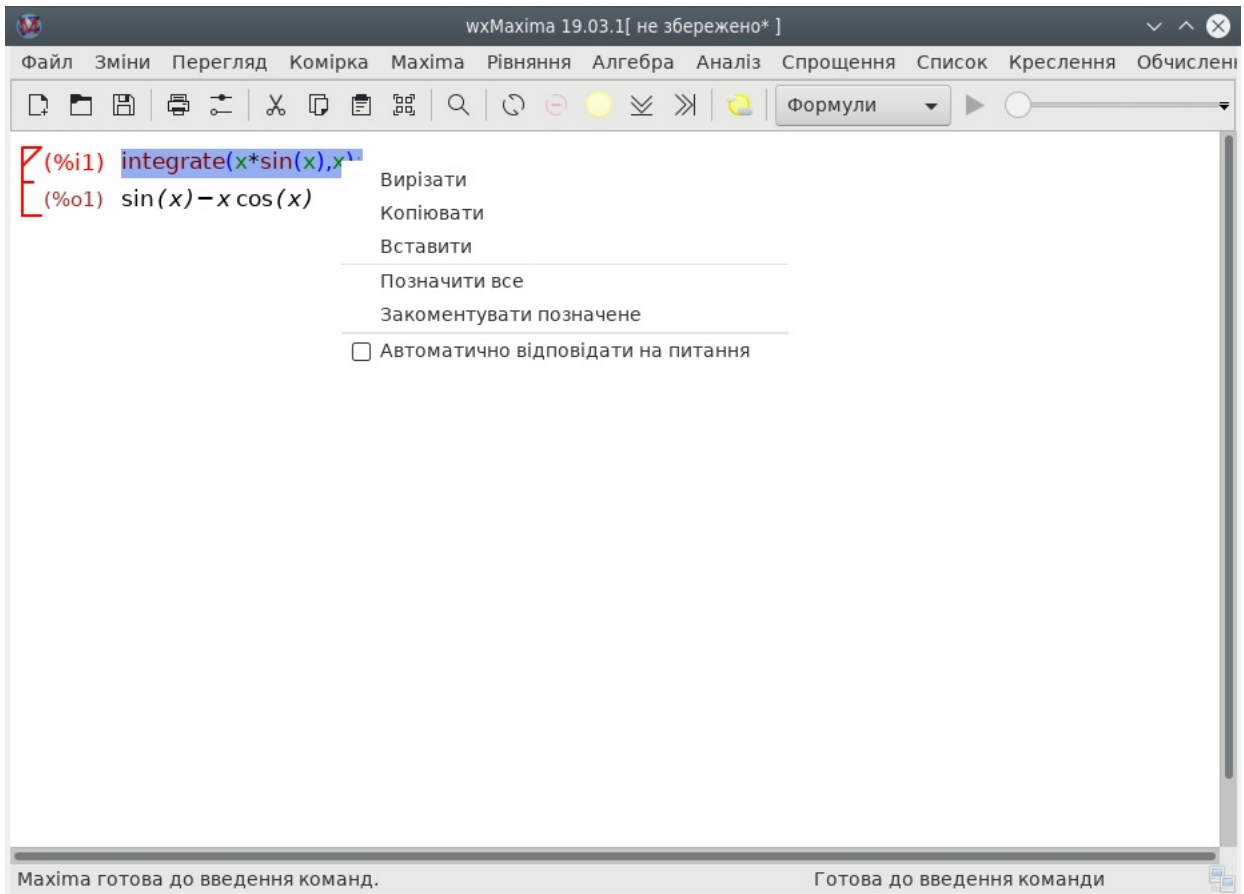 wxMaxima 19.03.1[ не збережено* ]
Файл Зміни Перегляд Комірка Maxima Рівняння Алгебра Аналіз Спрощення Список Креслення
Формули
(%i1) integrate(x*sin(x),x);
(%o1) sin(x)−x cos(x)
Вирізати
Копіювати
Вставити
Позначити все
Закоментувати позначене
Автоматично відповідати на питання
Maxima готова до введення команд. Готова до введення команди